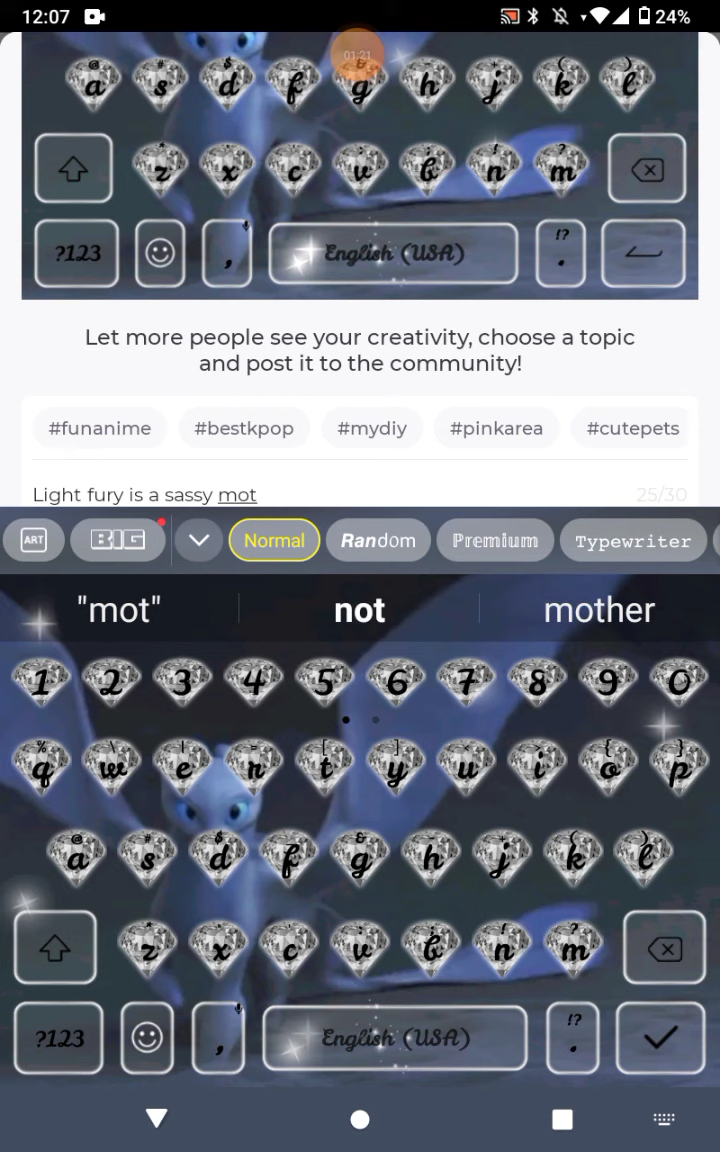 12:07
24%
01:21
@ # $ & + ( )
a s d f g h j k l
* " ' : ; ! ?
z x c v b n m
?123 , English (USA) !? .
Let more people see your creativity, choose a topic
and post it to the community!
#funanime #bestkpop #mydiy #pinkarea #cutepets
Light fury is a sassy mot 25/30
ART BIG Normal Random Premium Typewriter
"mot" not mother
1 2 3 4 5 6 7 8 9 0
% \ | = [ ] < { }
q w e r t y u i o p
@ # $ & + ( )
a s d f g h j k l
* " ' : ; ! ?
z x c v b n m
?123 , English (USA) !? .